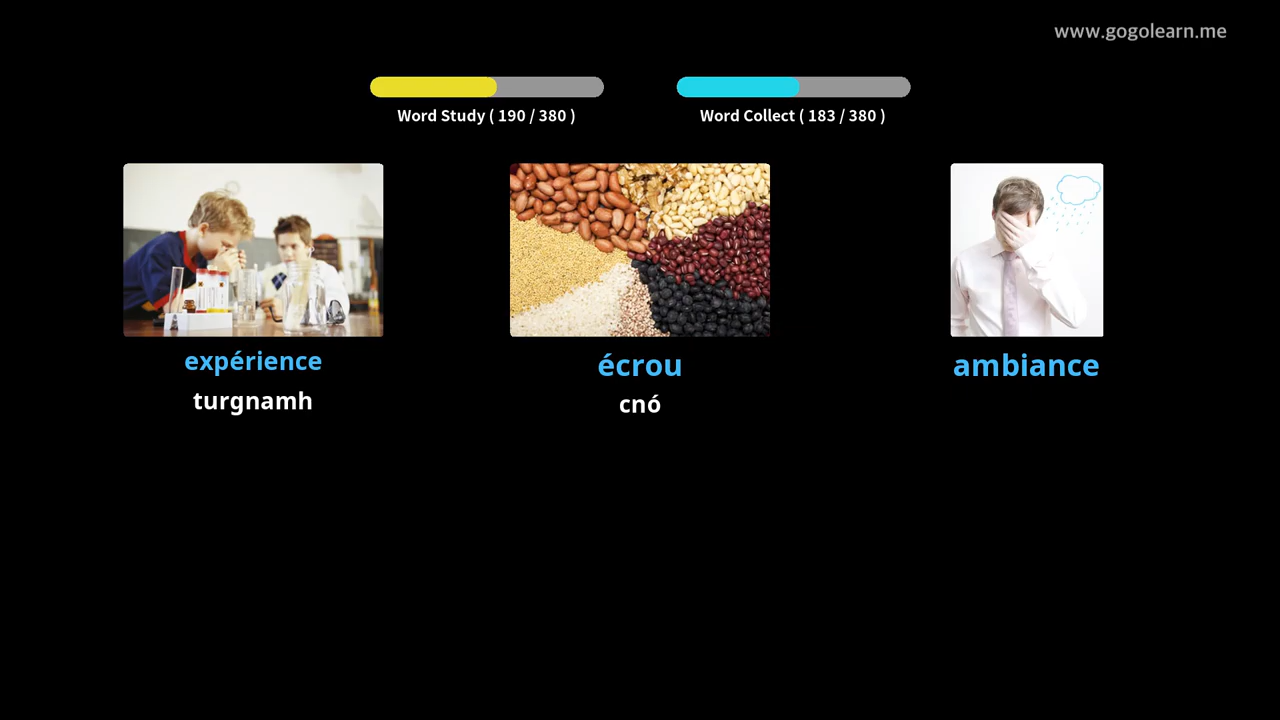 www.gogolearn.me
Word Study ( 190 / 380 )
Word Collect ( 183 / 380 )
expérience
écrou
ambiance
turgnamh
cnó